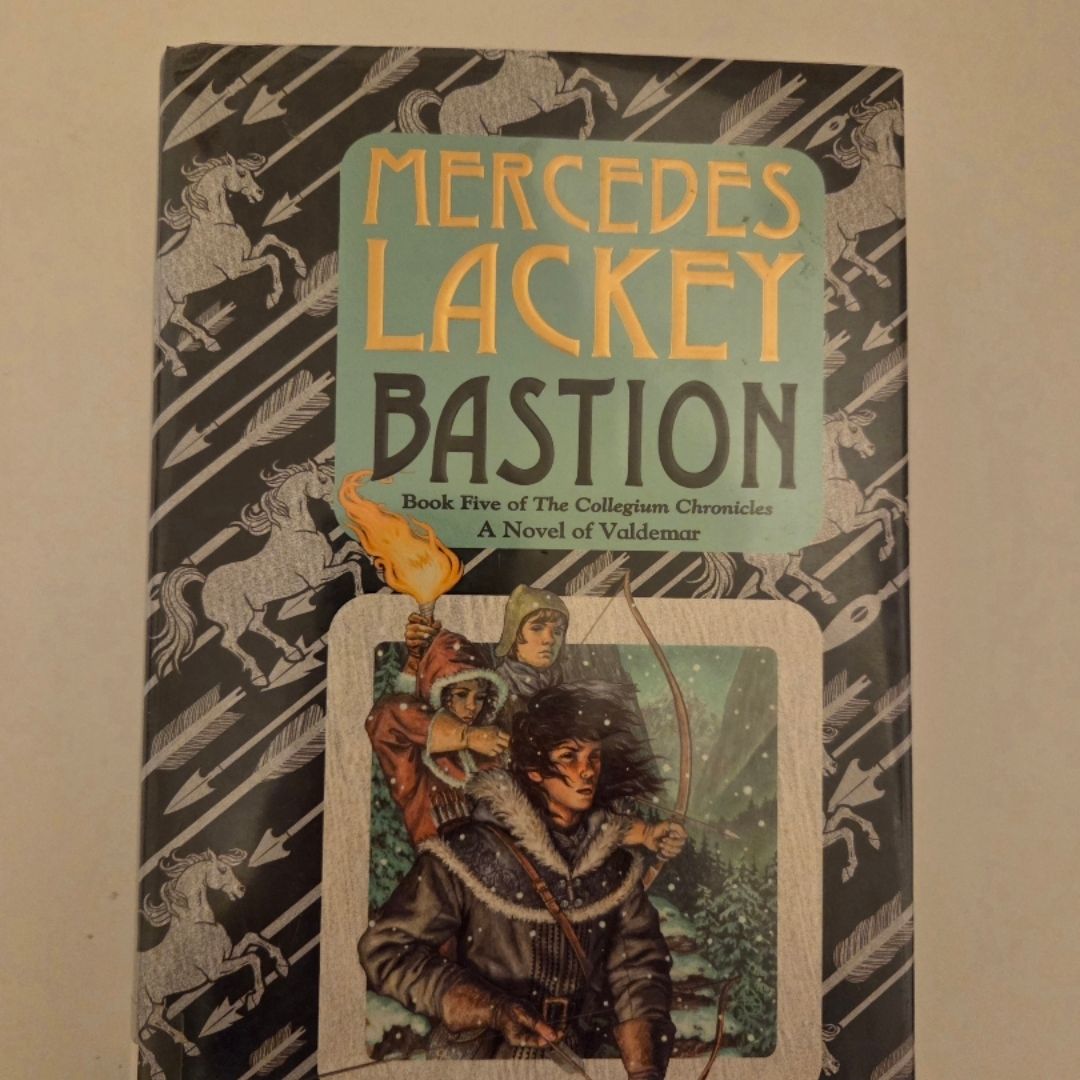 MERCEDES
LACKEY
BASTION
Book Five of The Collegium Chronicles
A Novel of Valdemar